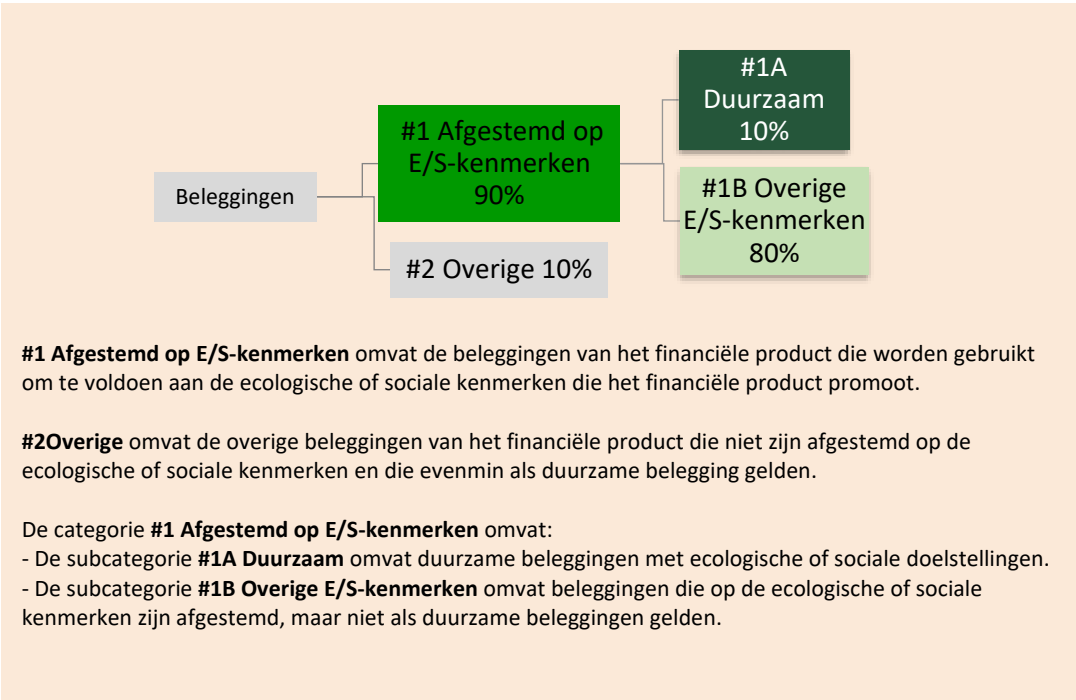 #1A
Duurzaam
10%
#1 Afgestemd op
E/S-kenmerken
90%
Beleggingen
#1B Overige
E/S-kenmerken
80%
#2 Overige 10%
#1 Afgestemd op E/S-kenmerken omvat de beleggingen van het financiële product die worden gebruikt
om te voldoen aan de ecologische of sociale kenmerken die het financiële product promoot.
#2Overige omvat de overige beleggingen van het financiële product die niet zijn afgestemd op de
ecologische of sociale kenmerken en die evenmin als duurzame belegging gelden.
De categorie #1 Afgestemd op E/S-kenmerken omvat:
- De subcategorie #1A Duurzaam omvat duurzame beleggingen met ecologische of sociale doelstellingen.
- De subcategorie #1B Overige E/S-kenmerken omvat beleggingen die op de ecologische of sociale
kenmerken zijn afgestemd, maar niet als duurzame beleggingen gelden.